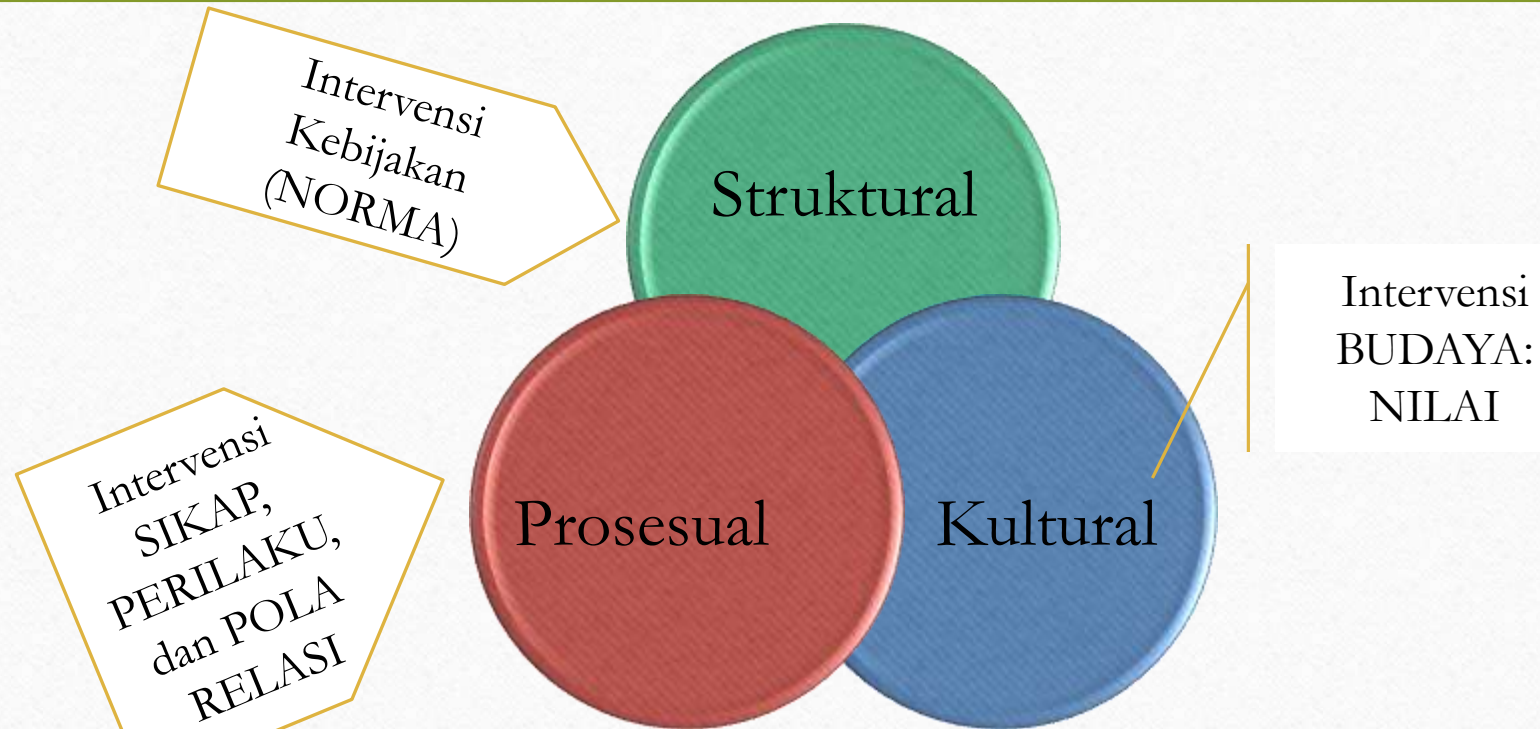 Intervensi
Kebijakan
(NORMA)
Struktural
Intervensi
BUDAYA:
NILAI
Intervensi
SIKAP,
PERILAKU,
dan POLA
RELASI
Prosesual
Kultural